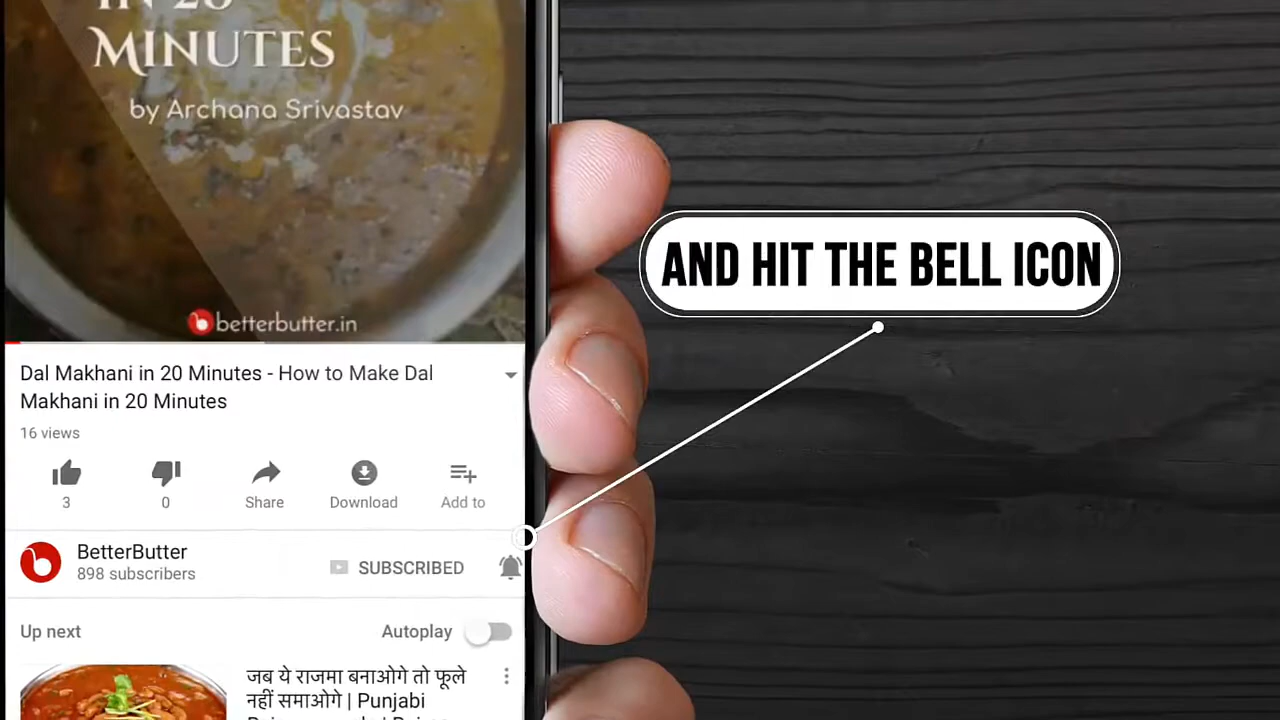 MINUTES
by Archana Srivastav
betterbutter.in
AND HIT THE BELL ICON
Dal Makhani in 20 Minutes - How to Make Dal
Makhani in 20 Minutes
16 views
3
0
Share
Download
Add to
BetterButter
898 subscribers
SUBSCRIBED
Up next
Autoplay
जब ये राजमा बनाओगे तो फूले
नहीं समाओगे | Punjabi